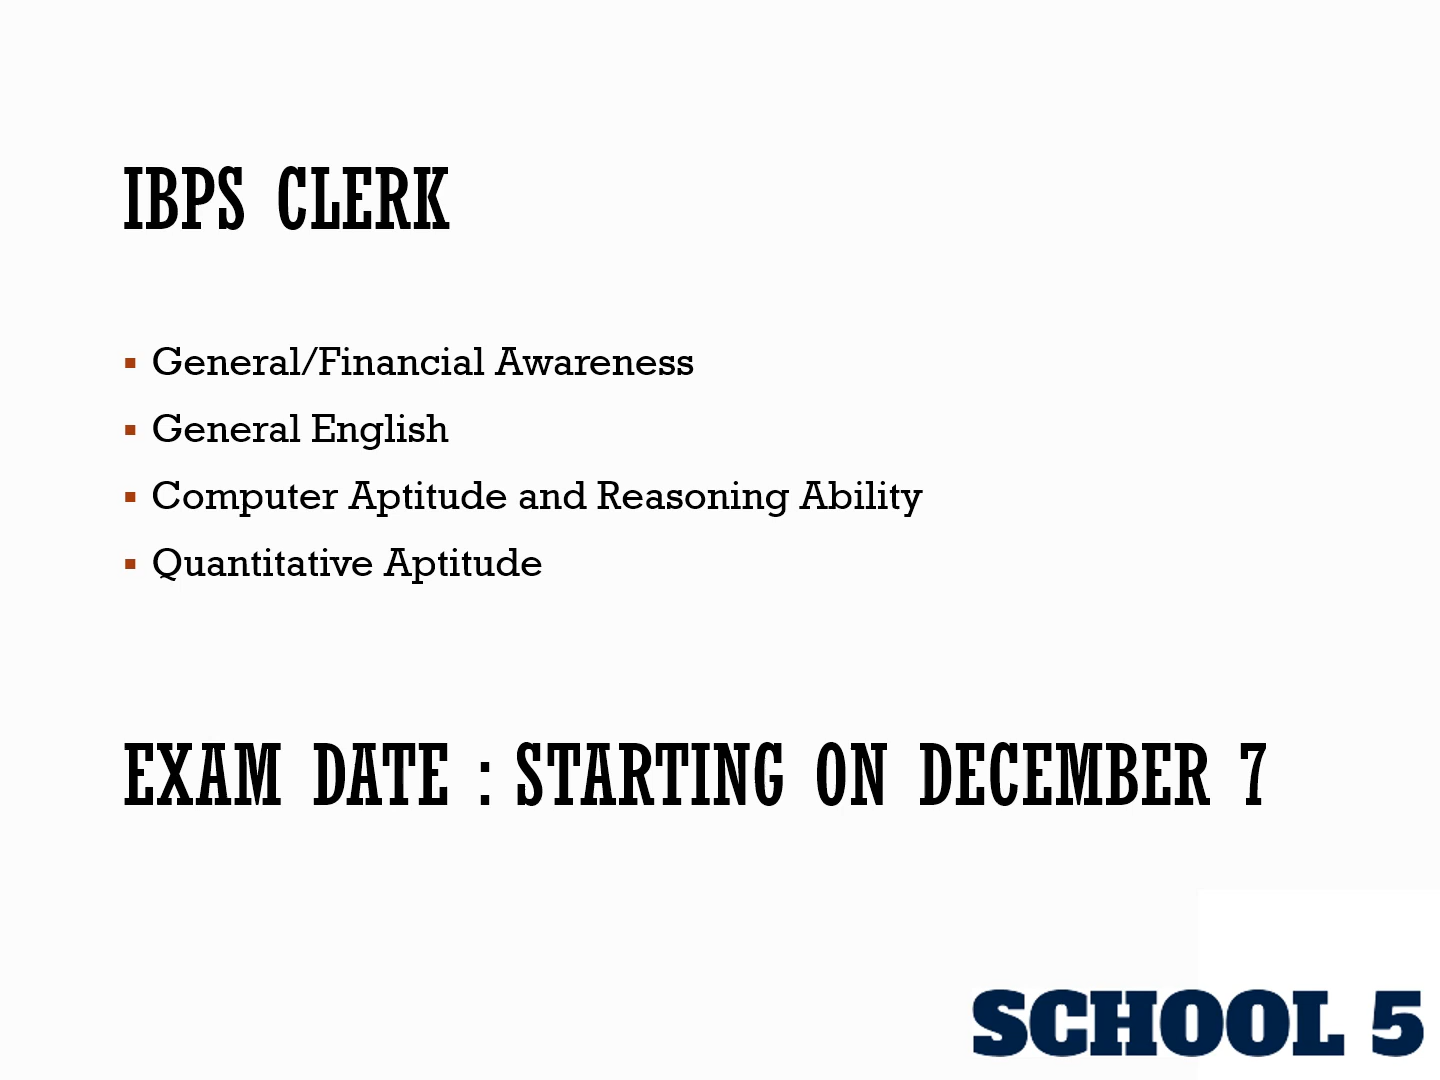 IBPS CLERK
▪ General/Financial Awareness
▪ General English
▪ Computer Aptitude and Reasoning Ability
▪ Quantitative Aptitude
EXAM DATE : STARTING ON DECEMBER 7
SCHOOL 5